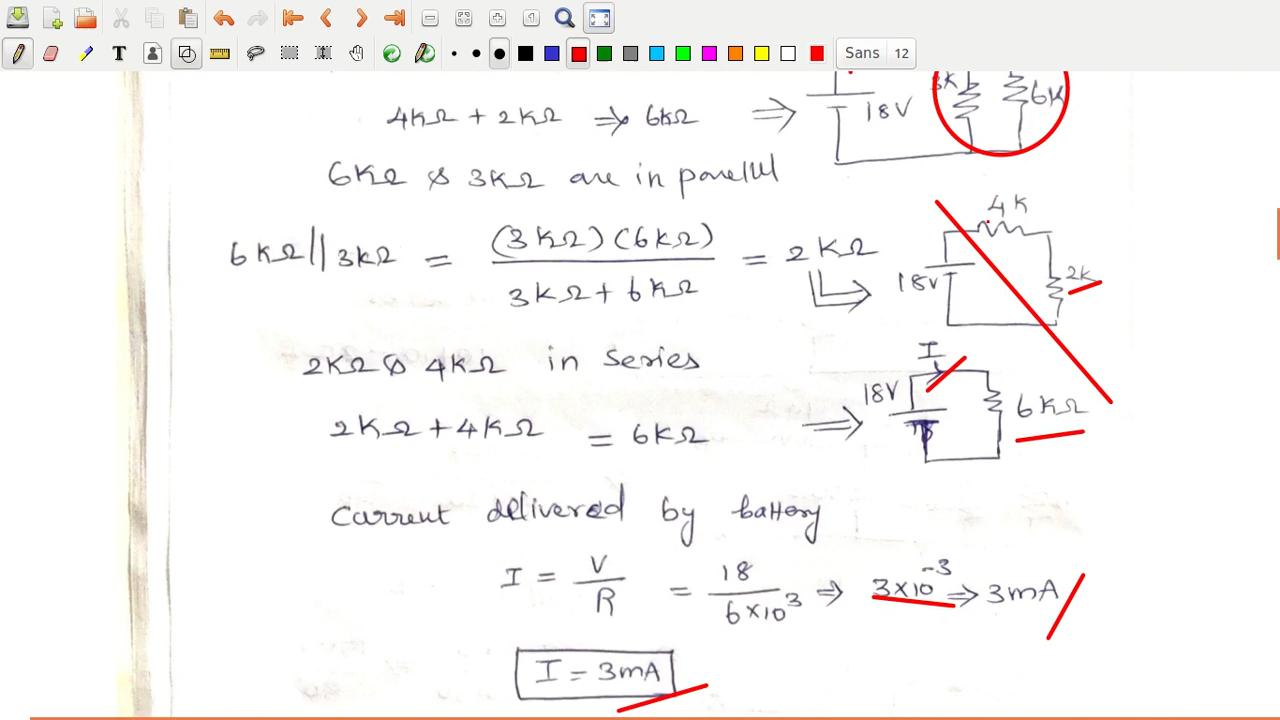 T
Sans 12
3K 6K
18V
4KΩ + 2KΩ ⇒ 6KΩ ⇒
6KΩ & 3KΩ are in parellel
4K
6KΩ || 3KΩ = (3KΩ)(6KΩ) / 3KΩ + 6KΩ = 2KΩ
18V 2K
2KΩ & 4KΩ in Series
I
18V 6KΩ
2KΩ + 4KΩ = 6KΩ ⇒
Current delivered by battery
I = V / R = 18 / 6×10³ ⇒ 3×10⁻³ ⇒ 3mA
I = 3mA